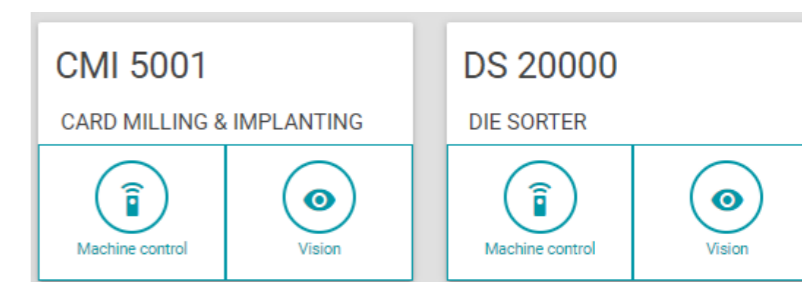 CMI 5001
CARD MILLING & IMPLANTING
Machine control
Vision
DS 20000
DIE SORTER
Machine control
Vision